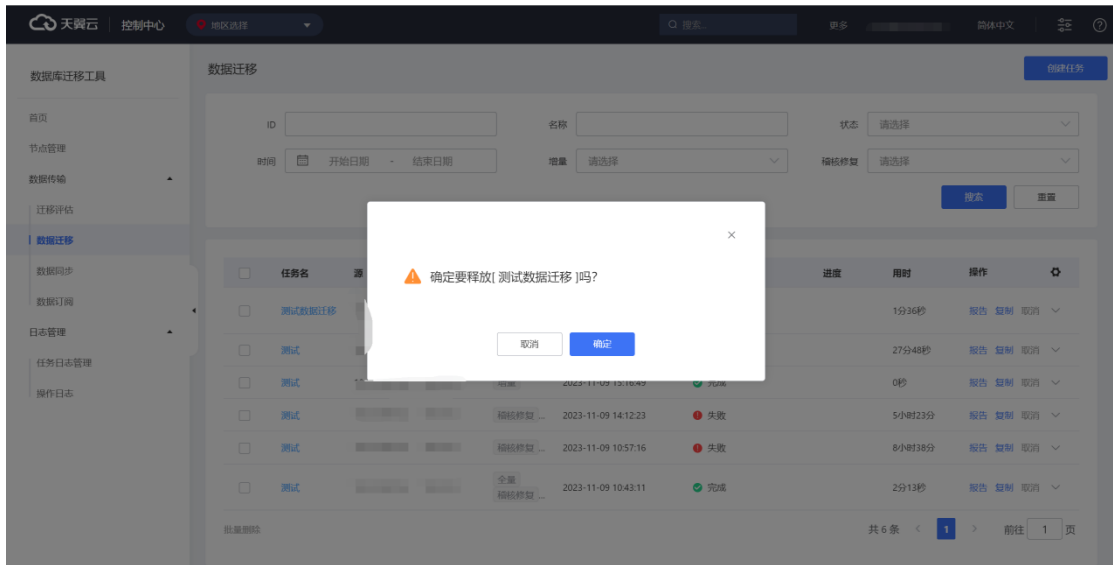 天翼云 控制中心 地区选择 搜索... 更多 简体中文
数据库迁移工具
首页
节点管理
数据传输
迁移评估
数据迁移
数据同步
数据订阅
日志管理
任务日志管理
操作日志
数据迁移 创建任务
ID 名称 状态 请选择
时间 开始日期 - 结束日期 增量 请选择 稽核修复 请选择
搜索 重置
确定要释放[ 测试数据迁移 ]吗?
取消 确定
任务名 源 进度 用时 操作
测试数据迁移 1分36秒 报告 复制 取消
测试 27分48秒 报告 复制 取消
测试 增量 2023-11-09 15:16:49 完成 0秒 报告 复制 取消
测试 稽核修复 ... 2023-11-09 14:12:23 失败 5小时23分 报告 复制 取消
测试 稽核修复 ... 2023-11-09 10:57:16 失败 8小时38分 报告 复制 取消
测试 全量 稽核修复 ... 2023-11-09 10:43:11 完成 2分13秒 报告 复制 取消
批量删除 共 6 条 1 前往 1 页